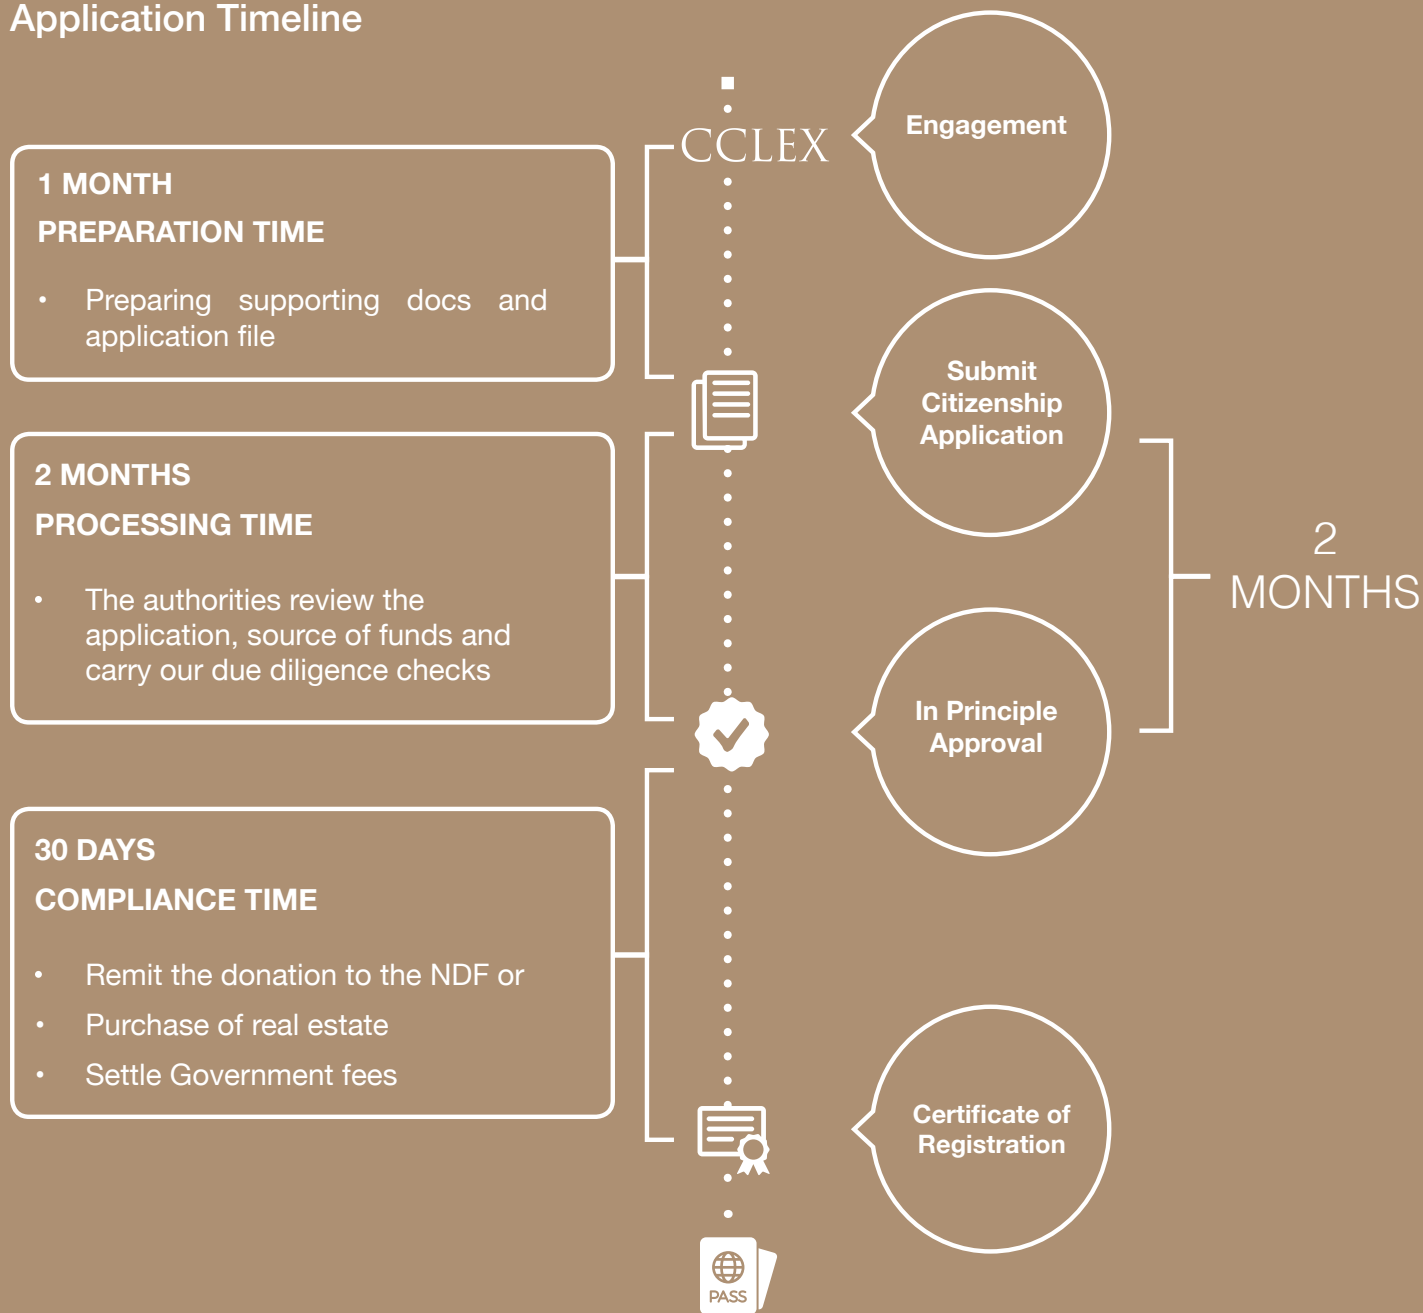 Application Timeline
CCLEX
Engagement
1 MONTH
PREPARATION TIME
• Preparing supporting docs and
application file
Submit
Citizenship
Application
2 MONTHS
PROCESSING TIME
• The authorities review the
application, source of funds and
carry our due diligence checks
2
MONTHS
In Principle
Approval
30 DAYS
COMPLIANCE TIME
• Remit the donation to the NDF or
• Purchase of real estate
• Settle Government fees
Certificate of
Registration
PASS